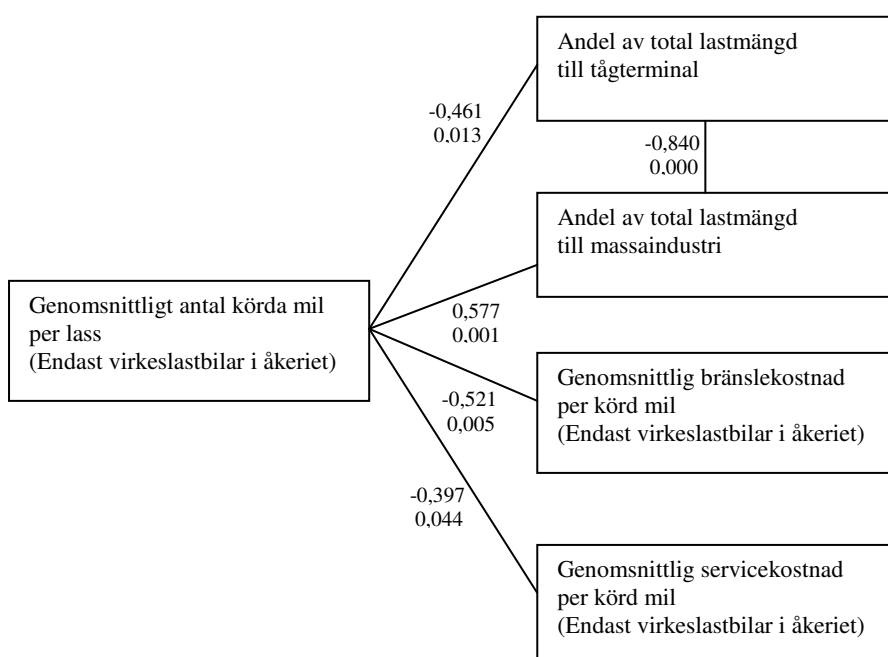 Andel av total lastmängd
till tågterminal
-0,461
0,013
-0,840
0,000
Andel av total lastmängd
till massaindustri
Genomsnittligt antal körda mil
per lass
(Endast virkeslastbilar i åkeriet)
0,577
0,001
Genomsnittlig bränslekostnad
per körd mil
(Endast virkeslastbilar i åkeriet)
-0,521
0,005
-0,397
0,044
Genomsnittlig servicekostnad
per körd mil
(Endast virkeslastbilar i åkeriet)